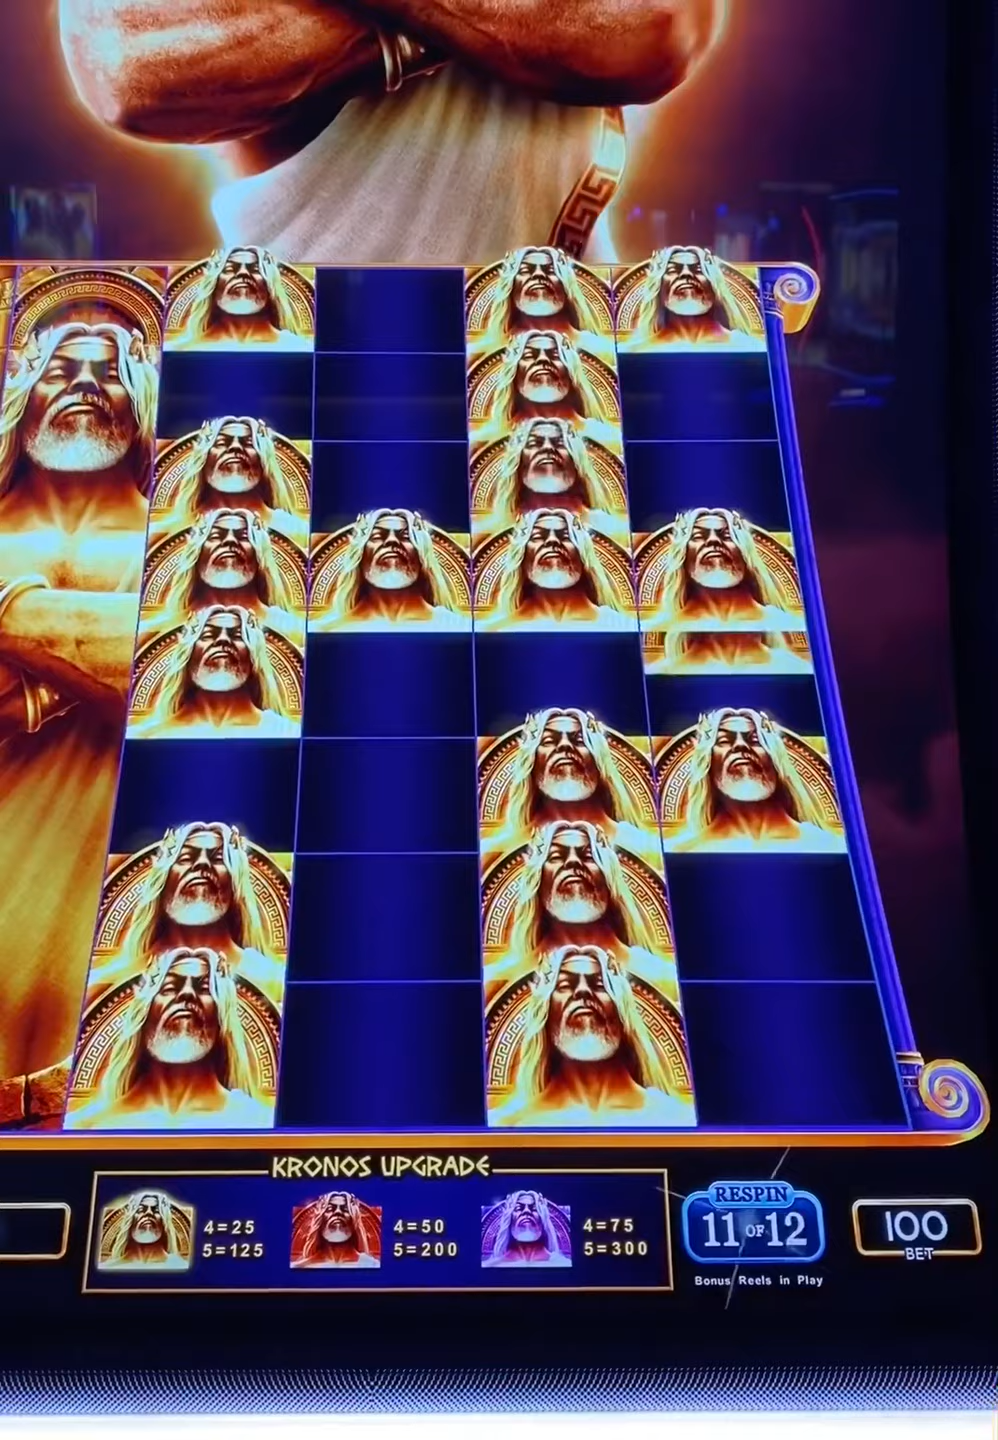 KRONOS UPGRADE
4=25
5=125
4=50
5=200
4=75
5=300
RESPIN
11 OF 12
Bonus Reels in Play
100
BET